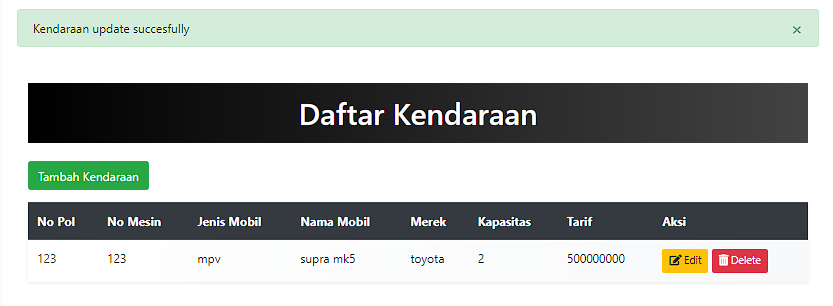 Kendaraan update succesfully ×
Daftar Kendaraan
Tambah Kendaraan
No Pol No Mesin Jenis Mobil Nama Mobil Merek Kapasitas Tarif Aksi
123 123 mpv supra mk5 toyota 2 500000000 Edit Delete